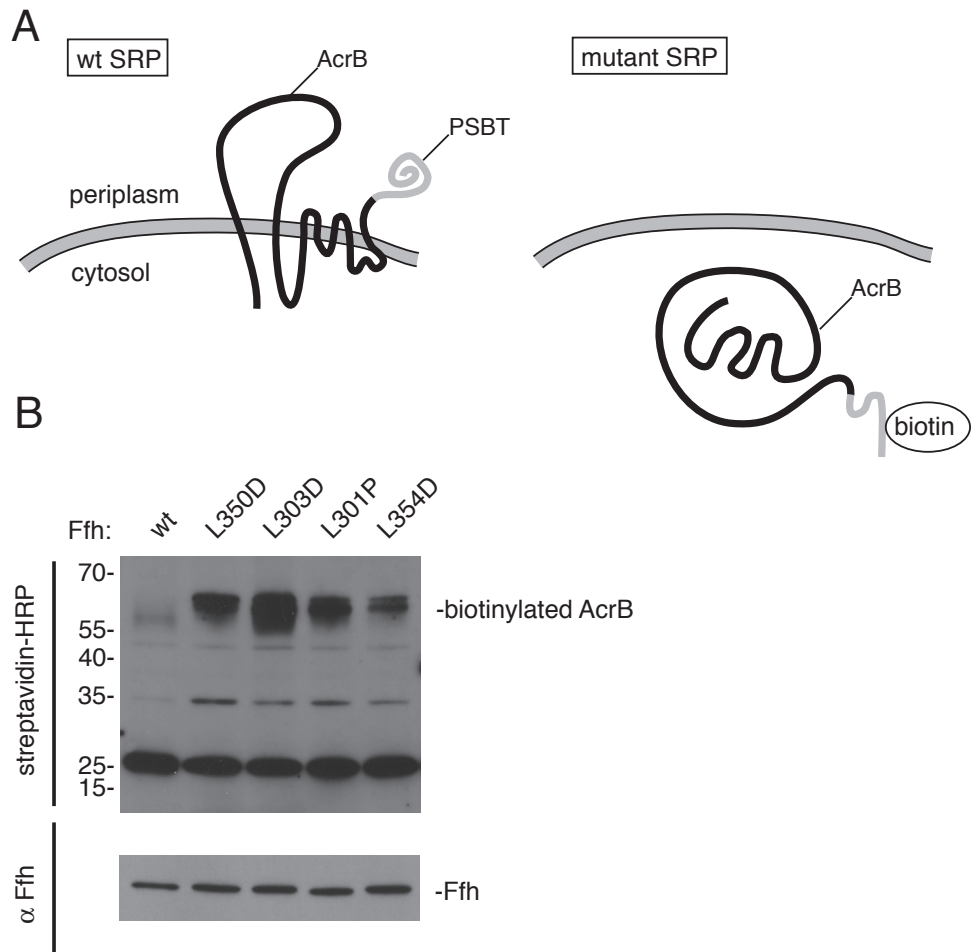 A
wt SRP
AcrB
PSBT
periplasm
cytosol
mutant SRP
AcrB
biotin
B
Ffh:
wt
L350D
L303D
L301P
L354D
streptavidin-HRP
70-
55-
40-
35-
25-
15-
-biotinylated AcrB
α Ffh
-Ffh